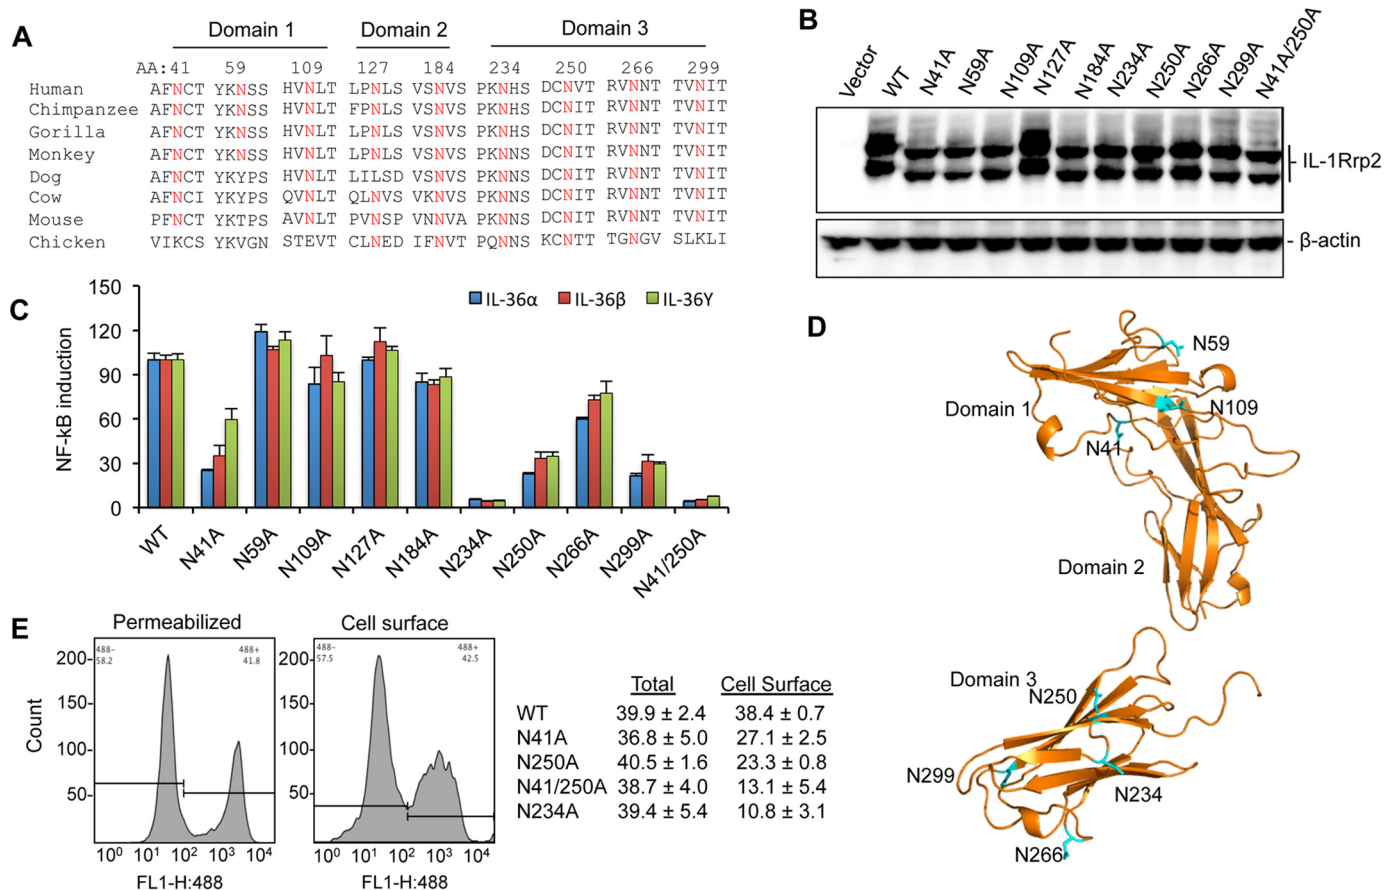 A
Domain 1 Domain 2 Domain 3
AA:41 59 109 127 184 234 250 266 299
Human AFNCT YKNSS HVNLT LPNLS VSNVS PKNHS DCNVT RVNNT TVNIT
Chimpanzee AFNCT YKNSS HVNLT FPNLS VSNVS PKNHS DCNIT RVNNT TVNIT
Gorilla AFNCT YKNSS HVNLT LPNLS VSNVS PKNHS DCNIT RVNNT TVNIT
Monkey AFNCT YKNSS HVNLT LPNLS VSNVS PKNNS DCNIT RVNNT TVNIT
Dog AFNCT YKYPS HVNLT LILSD VSNVS PKNNS DCNIT RVNNT TVNIT
Cow AFNCI YKYPS QVNLT QLNVS VKNVS PKNNS DCNIT RVNNT TVNIT
Mouse PFNCT YKTPS AVNLT PVNSP VNNVA PKNNS DCNIT RVNNT TVNIT
Chicken VIKCS YKVGN STEVT CLNED IFNVT PQNNS KCNTT TGNGV SLKLI
B
Vector WT N41A N59A N109A N127A N184A N234A N250A N266A N299A N41A/250A
IL-1Rrp2
β-actin
C
NF-kB induction
150
120
90
60
30
0
IL-36α IL-36β IL-36Y
WT N41A N59A N109A N127A N184A N234A N250A N266A N299A N41/250A
D
N59
Domain 1 N109
N41
Domain 2
Domain 3
N250
N299
N234
N266
E
Permeabilized Cell surface
488- 488+
58.2 41.8
488- 488+
57.5 42.5
Count
200
150
100
50
200
150
100
50
10⁰ 10¹ 10² 10³ 10⁴
10⁰ 10¹ 10² 10³ 10⁴
FL1-H:488 FL1-H:488
Total Cell Surface
WT 39.9 ± 2.4 38.4 ± 0.7
N41A 36.8 ± 5.0 27.1 ± 2.5
N250A 40.5 ± 1.6 23.3 ± 0.8
N41/250A 38.7 ± 4.0 13.1 ± 5.4
N234A 39.4 ± 5.4 10.8 ± 3.1